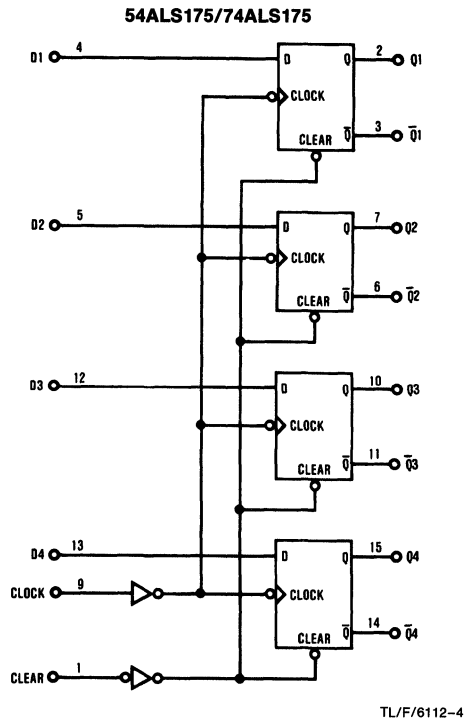 54ALS175/74ALS175
D1 4 D Q 2 Q1
CLOCK
CLEAR Q̅ 3 Q̅1
D2 5 D Q 7 Q2
CLOCK
CLEAR Q̅ 6 Q̅2
D3 12 D Q 10 Q3
CLOCK
CLEAR Q̅ 11 Q̅3
D4 13 D Q 15 Q4
CLOCK 9 CLOCK
CLEAR Q̅ 14 Q̅4
CLEAR 1
TL/F/6112–4